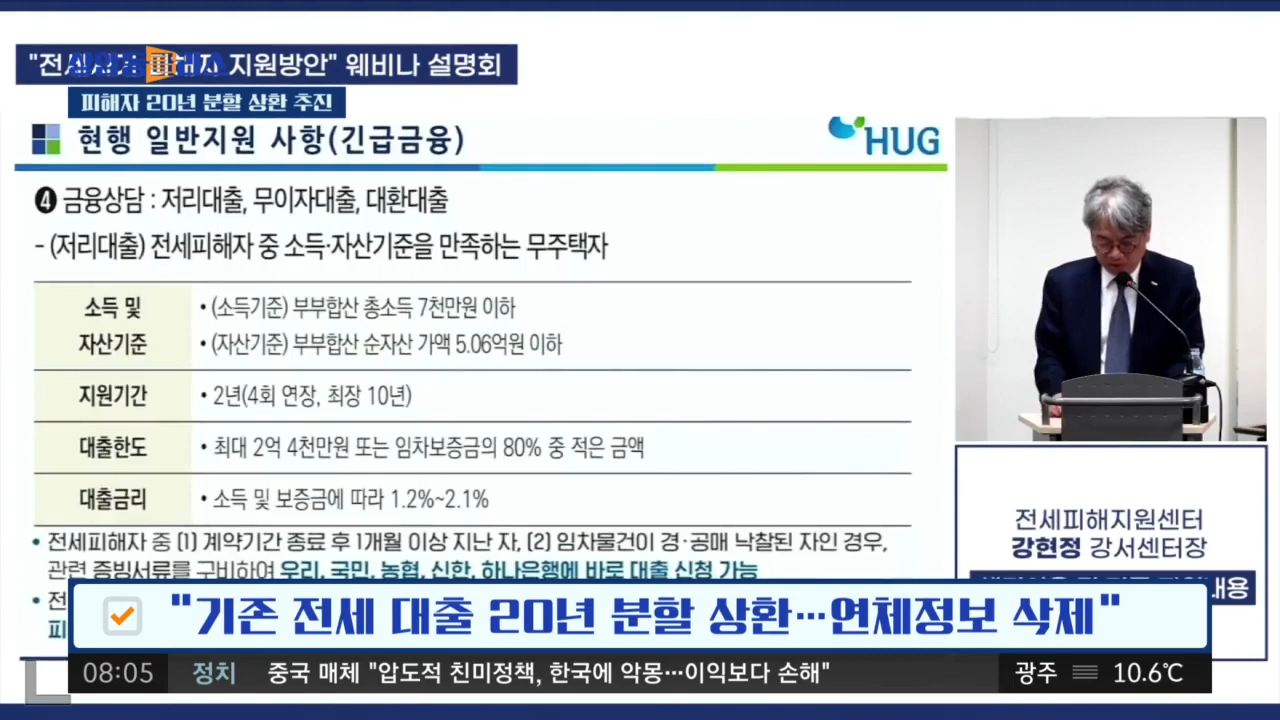 "전세 지원방안" 웨비나 설명회
피해자 20년 분할 상환 추진
현행 일반지원 사항(긴급금융)
HUG
❹ 금융상담 : 저리대출, 무이자대출, 대환대출
- (저리대출) 전세피해자 중 소득·자산기준을 만족하는 무주택자
소득 및
자산기준
• (소득기준) 부부합산 총소득 7천만원 이하
• (자산기준) 부부합산 순자산 가액 5.06억원 이하
지원기간
• 2년(4회 연장, 최장 10년)
대출한도
• 최대 2억 4천만원 또는 임차보증금의 80% 중 적은 금액
대출금리
• 소득 및 보증금에 따라 1.2%~2.1%
• 전세피해자 중 (1) 계약기간 종료 후 1개월 이상 지난 자, (2) 임차물건이 경·공매 낙찰된 자인 경우,
관련 증빙서류를 구비하여 우리, 국민, 농협, 신한, 하나은행에 바로 대출 신청 가능
전세피해지원센터
강현정 강서센터장
"기존 전세 대출 20년 분할 상환…연체정보 삭제"
08:05 정치 중국 매체 "압도적 친미정책, 한국에 악몽…이익보다 손해" 광주 10.6℃